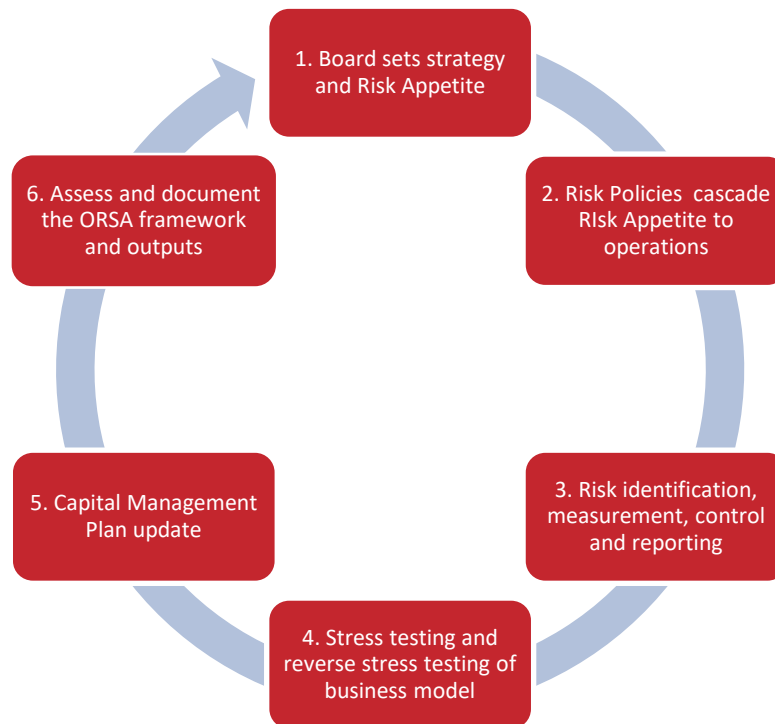 1. Board sets strategy
and Risk Appetite
2. Risk Policies  cascade
RIsk Appetite to
operations
3. Risk identification,
measurement, control
and reporting
4. Stress testing and
reverse stress testing of
business model
5. Capital Management
Plan update
6. Assess and document
the ORSA framework
and outputs